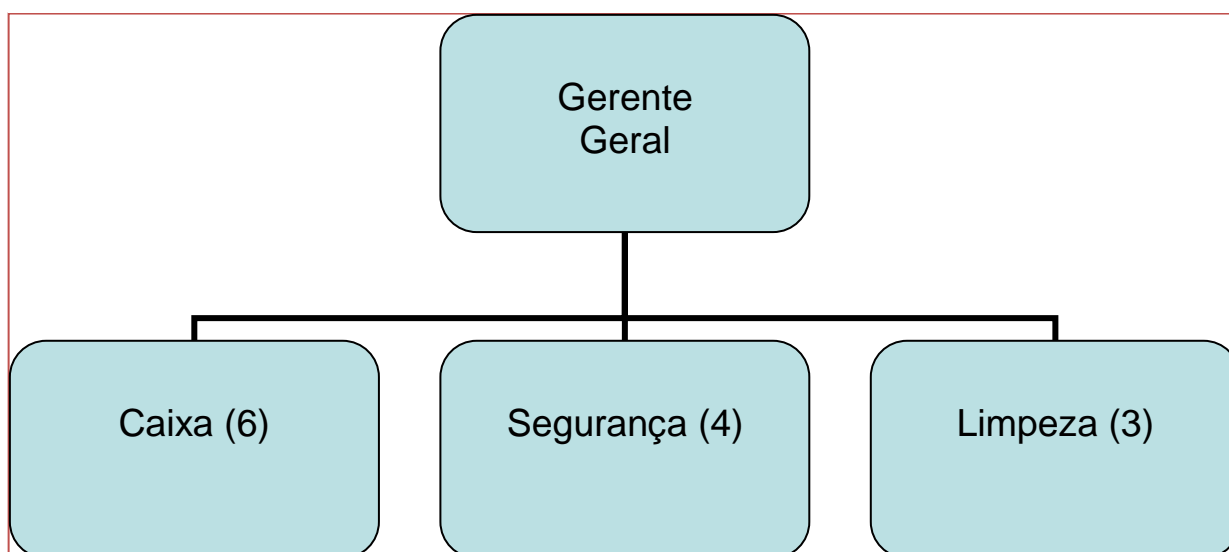 Gerente
Geral
Caixa (6)
Segurança (4)
Limpeza (3)